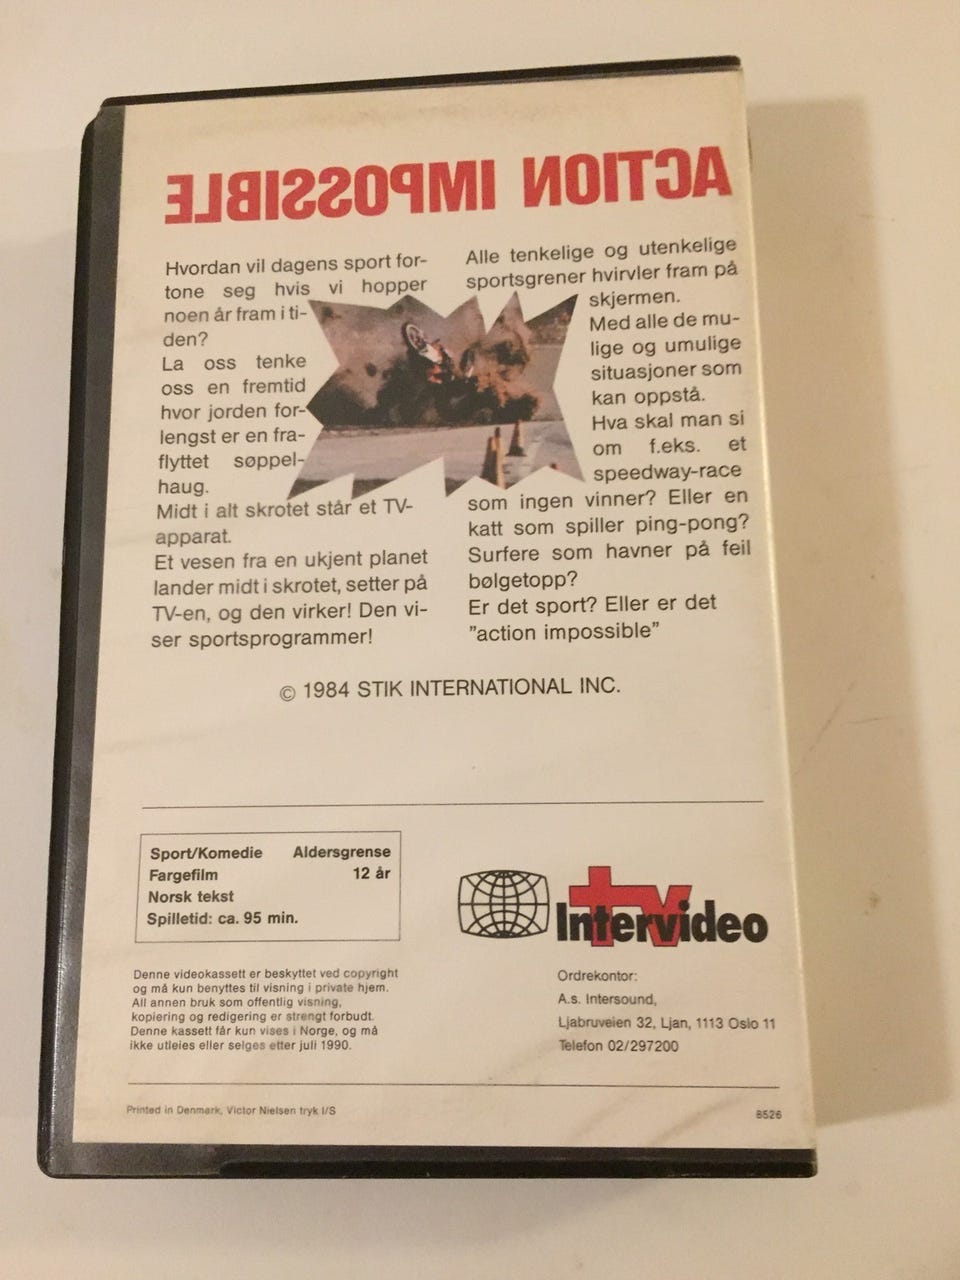 ACTION IMPOSSIBLE
Hvordan vil dagens sport for-
tone seg hvis vi hopper
noen år fram i ti-
den?
La oss tenke
oss en fremtid
hvor jorden for-
lengst er en fra-
flyttet søppel-
haug.
Midt i alt skrotet står et TV-
apparat.
Et vesen fra en ukjent planet
lander midt i skrotet, setter på
TV-en, og den virker! Den vi-
ser sportsprogrammer!
Alle tenkelige og utenkelige
sportsgrener hvirvler fram på
skjermen.
Med alle de mu-
lige og umulige
situasjoner som
kan oppstå.
Hva skal man si
om f.eks. et
speedway-race
som ingen vinner? Eller en
katt som spiller ping-pong?
Surfere som havner på feil
bølgetopp?
Er det sport? Eller er det
”action impossible”
© 1984 STIK INTERNATIONAL INC.
Sport/Komedie Aldersgrense
Fargefilm 12 år
Norsk tekst
Spilletid: ca. 95 min.
tv
Intervideo
Denne videokassett er beskyttet ved copyright
og må kun benyttes til visning i private hjem.
All annen bruk som offentlig visning,
kopiering og redigering er strengt forbudt.
Denne kassett får kun vises i Norge, og må
ikke utleies eller selges etter juli 1990.
Ordrekontor:
A.s. Intersound,
Ljabruveien 32, Ljan, 1113 Oslo 11
Telefon 02/297200
Printed in Denmark, Victor Nielsen tryk I/S
8526